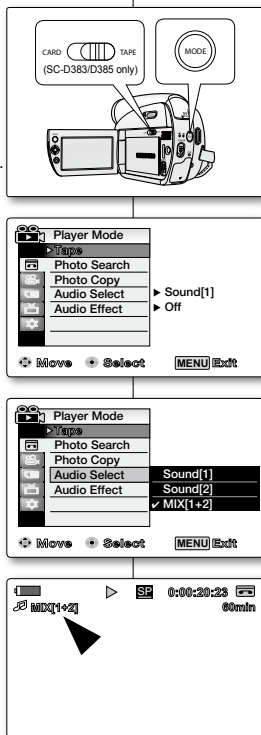 CARD TAPE
(SC-D383/D385 only)
MODE
Player Mode
Tape
Photo Search
Photo Copy
Audio Select
Sound[1]
Audio Effect
Off
Move Select MENU Exit
Player Mode
Tape
Photo Search
Photo Copy
Audio Select
Sound[1]
Audio Effect
Sound[2]
MIX[1+2]
Move Select MENU Exit
SP 0:00:20:23
MIX[1+2] 60min